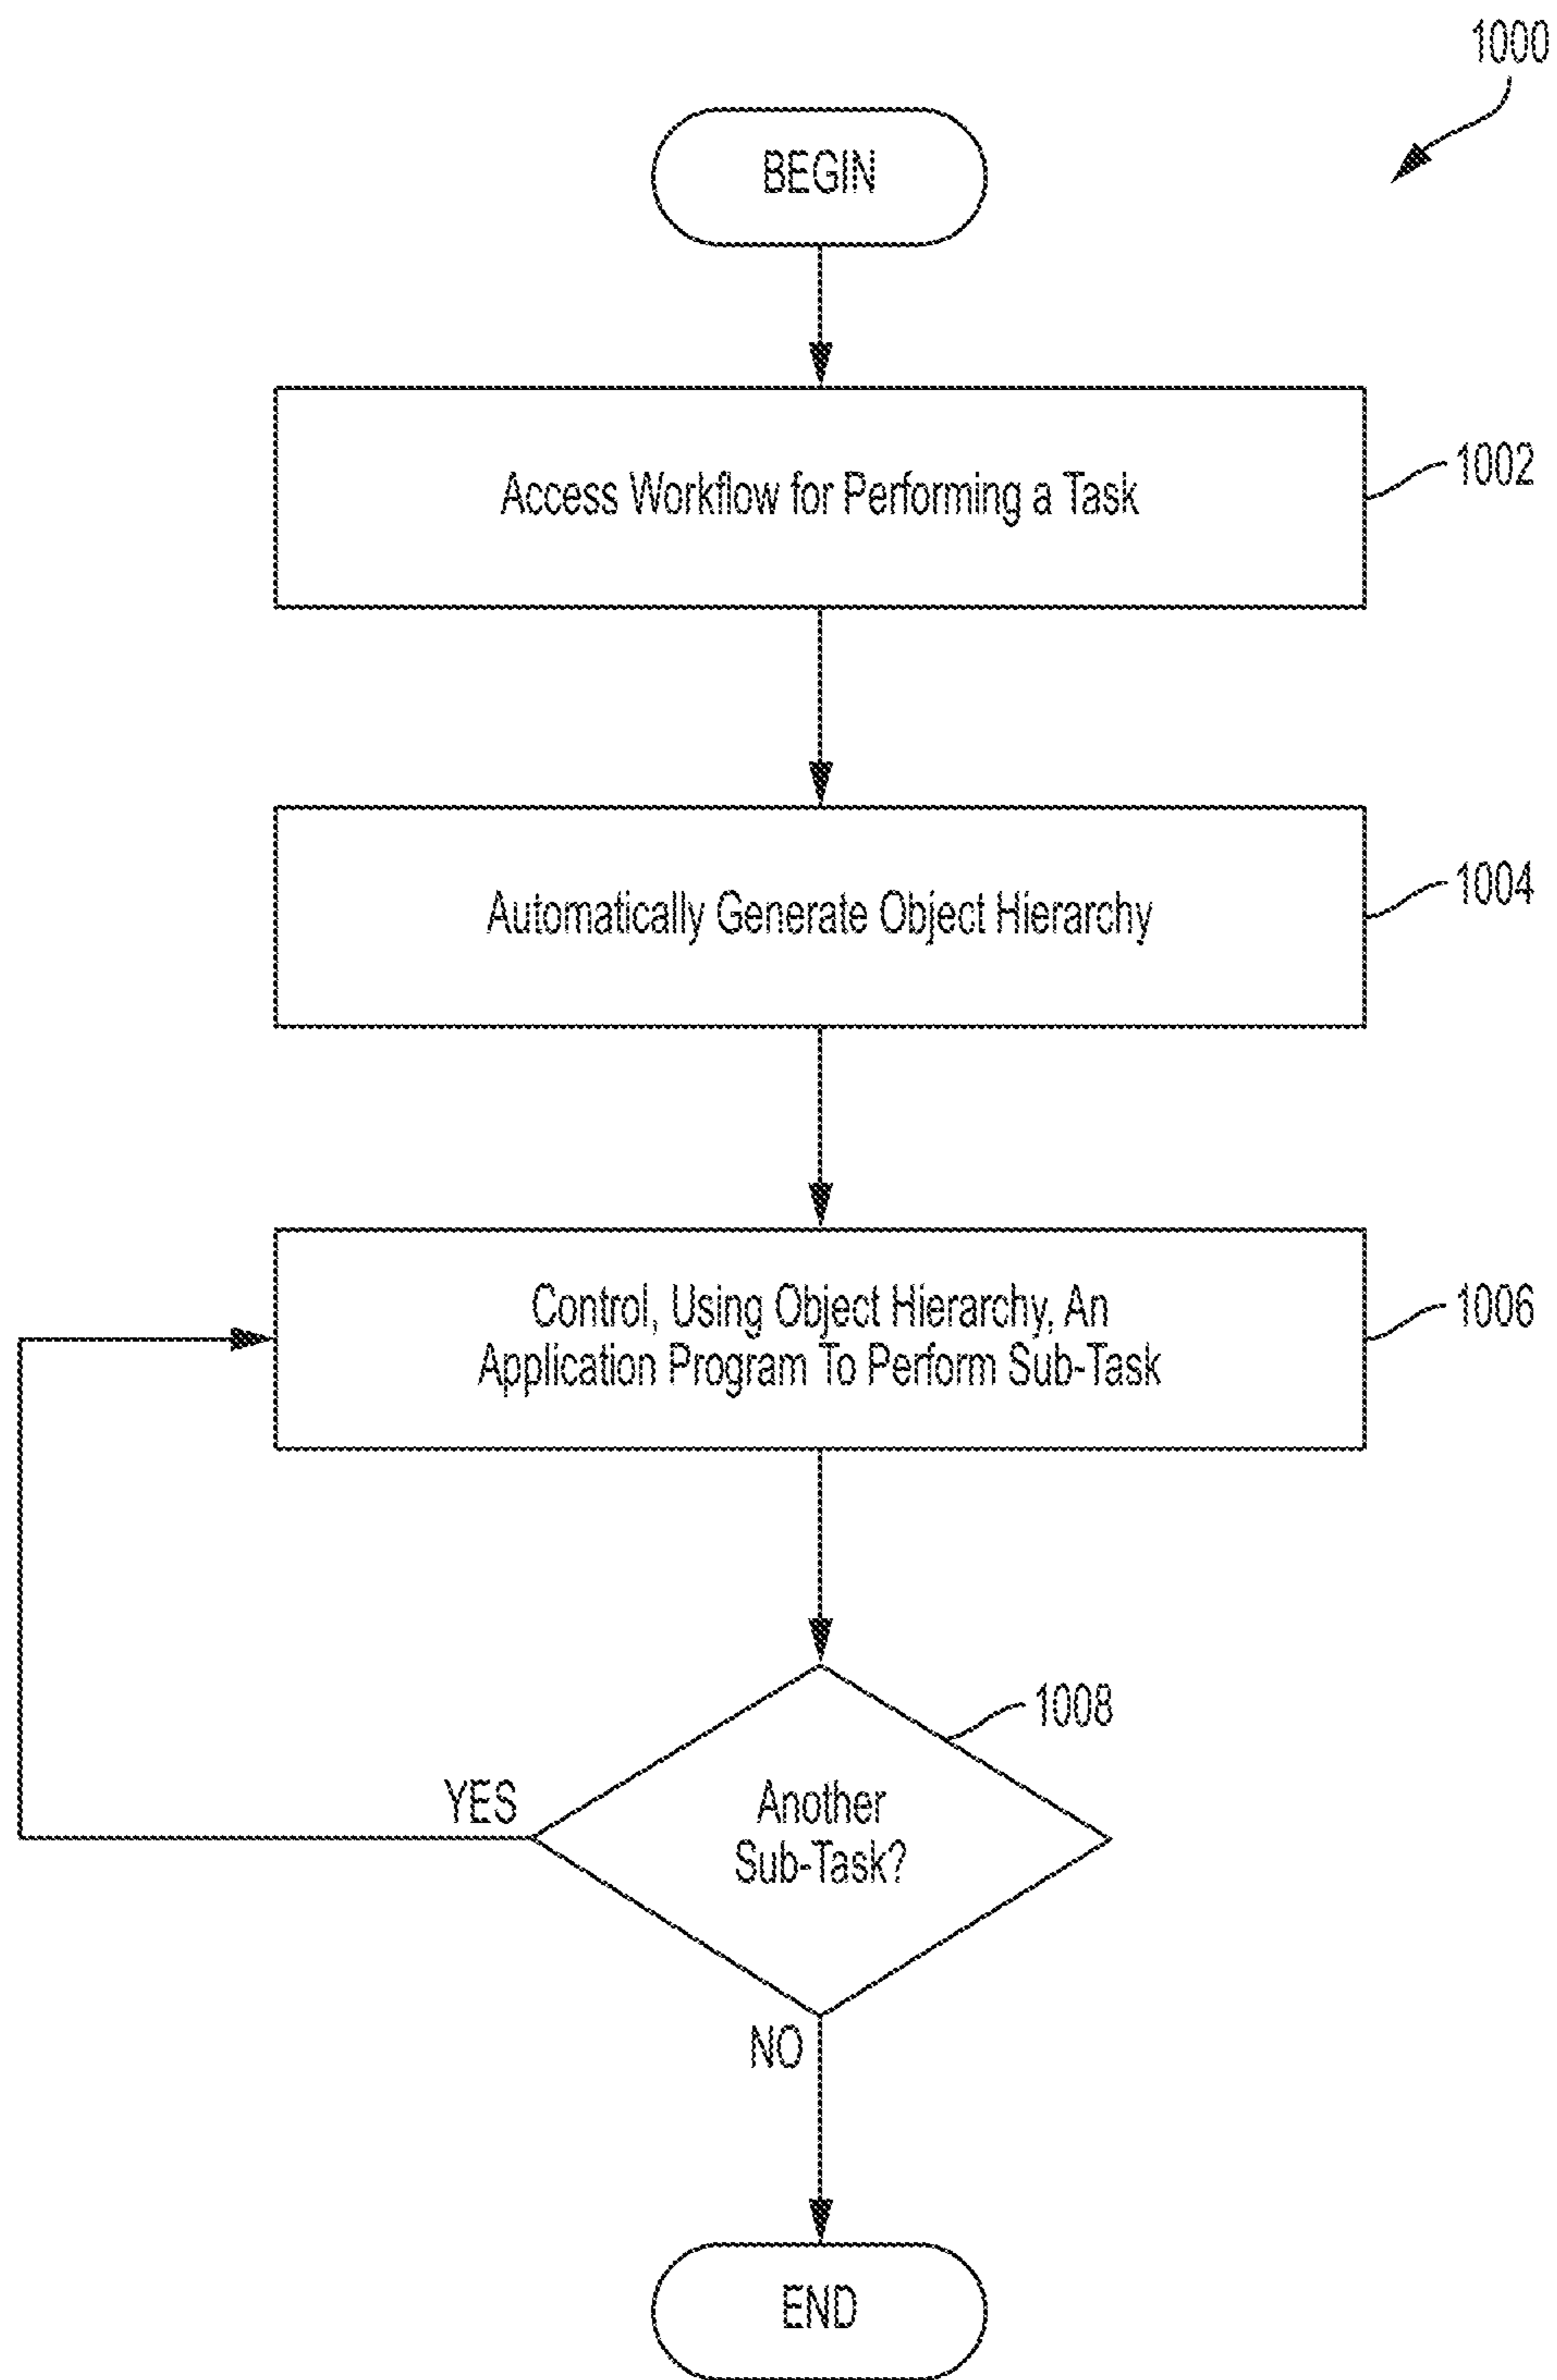 1000
BEGIN
Access Workflow for Performing a Task
1002
Automatically Generate Object Hierarchy
1004
Control, Using Object Hierarchy, An
Application Program To Perform Sub-Task
1006
1008
Another
Sub-Task?
YES
NO
END